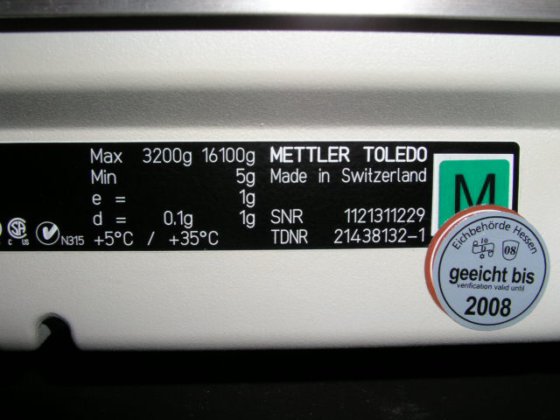 Max 3200g 16100g METTLER TOLEDO
Min 5g Made in Switzerland
e = 1g
d = 0,1g 1g SNR 1121311229
C US N315 +5°C / +35°C TDNR 21438132-1
M
Eichbehörde Hessen
08
geeicht bis
verification valid until
2008